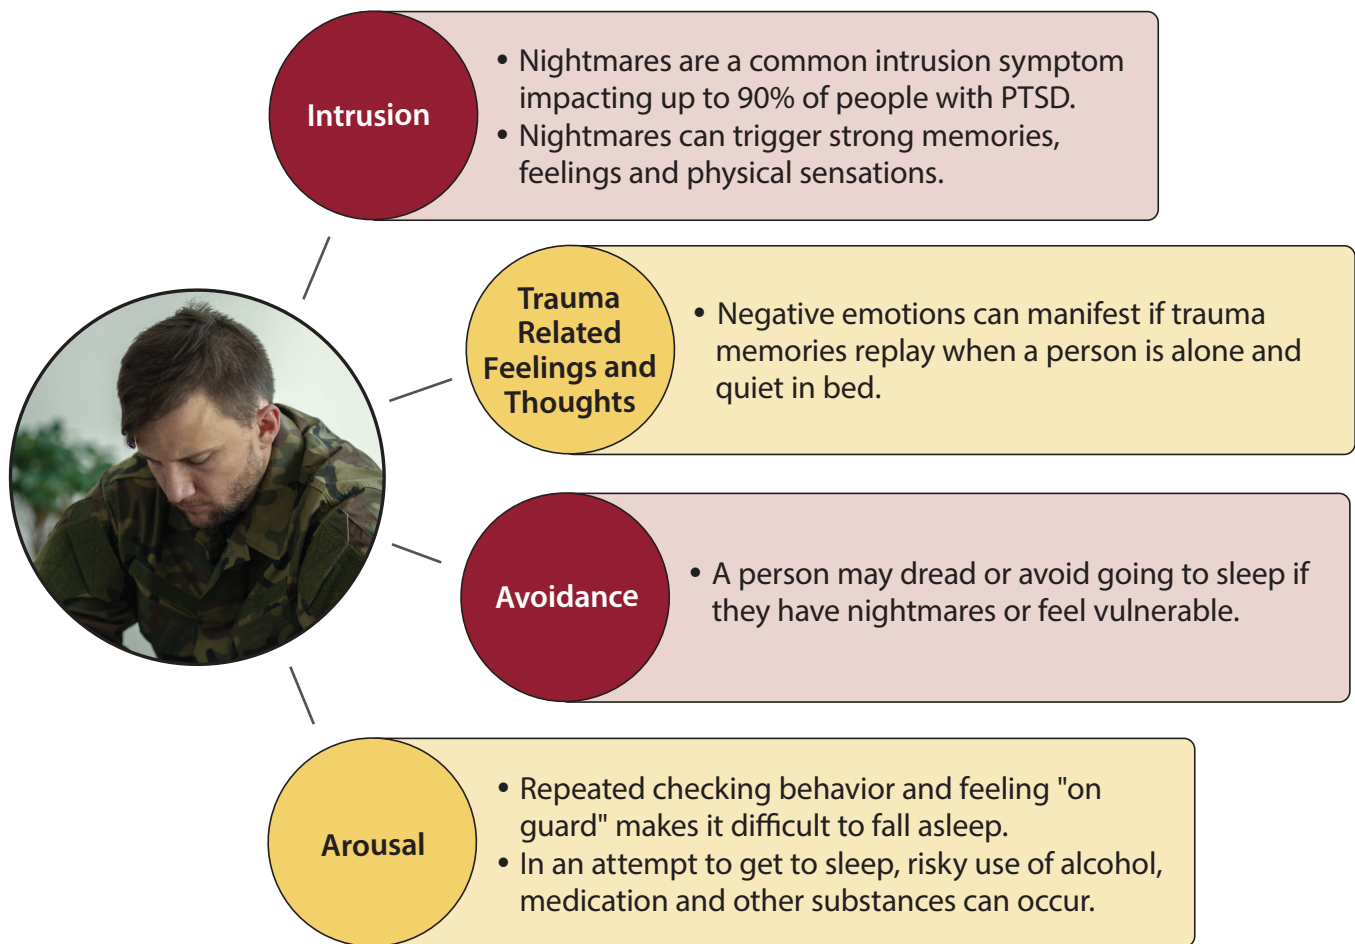 Intrusion
• Nightmares are a common intrusion symptom
impacting up to 90% of people with PTSD.
• Nightmares can trigger strong memories,
feelings and physical sensations.
Trauma
Related
Feelings and
Thoughts
• Negative emotions can manifest if trauma
memories replay when a person is alone and
quiet in bed.
Avoidance
• A person may dread or avoid going to sleep if
they have nightmares or feel vulnerable.
Arousal
• Repeated checking behavior and feeling "on
guard" makes it difficult to fall asleep.
• In an attempt to get to sleep, risky use of alcohol,
medication and other substances can occur.